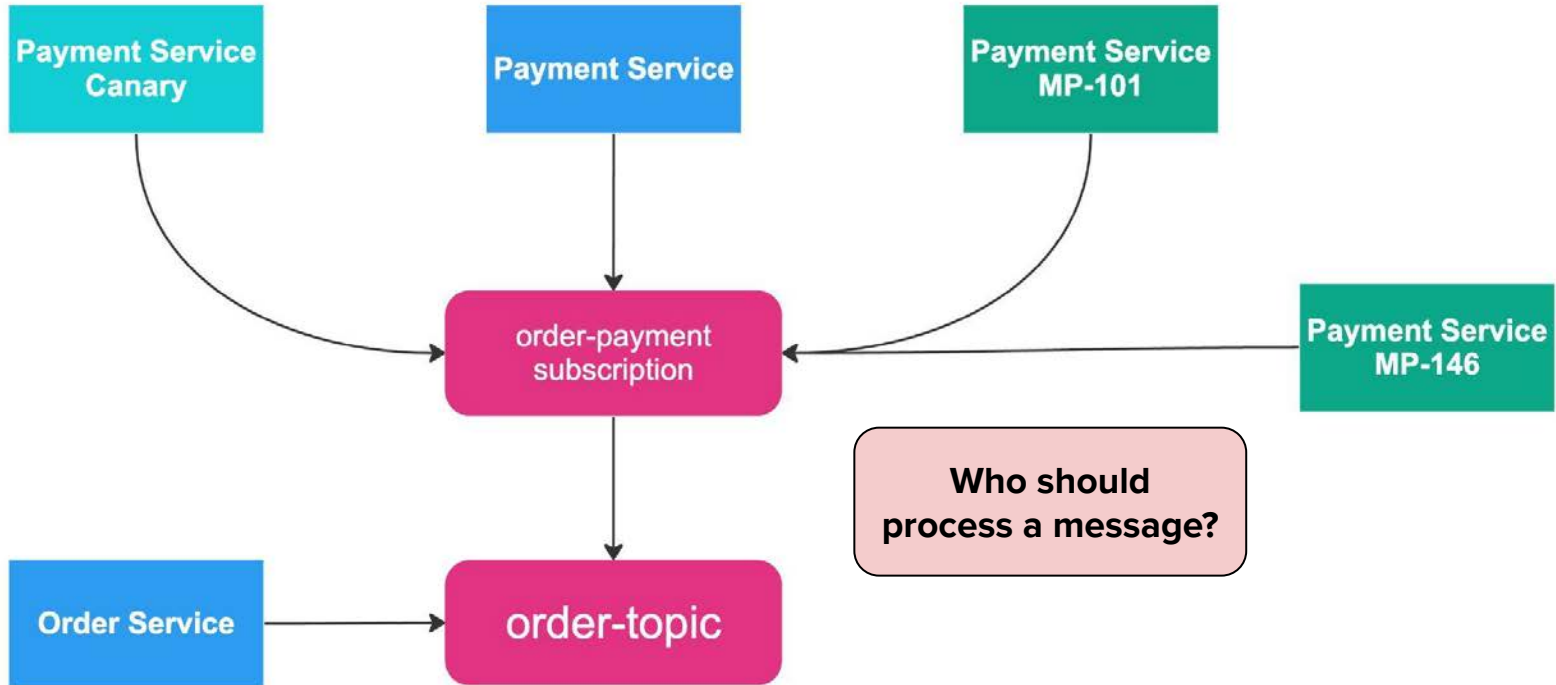 Payment Service
Canary
Payment Service
Payment Service
MP-101
order-payment
subscription
Payment Service
MP-146
Who should
process a message?
Order Service
order-topic